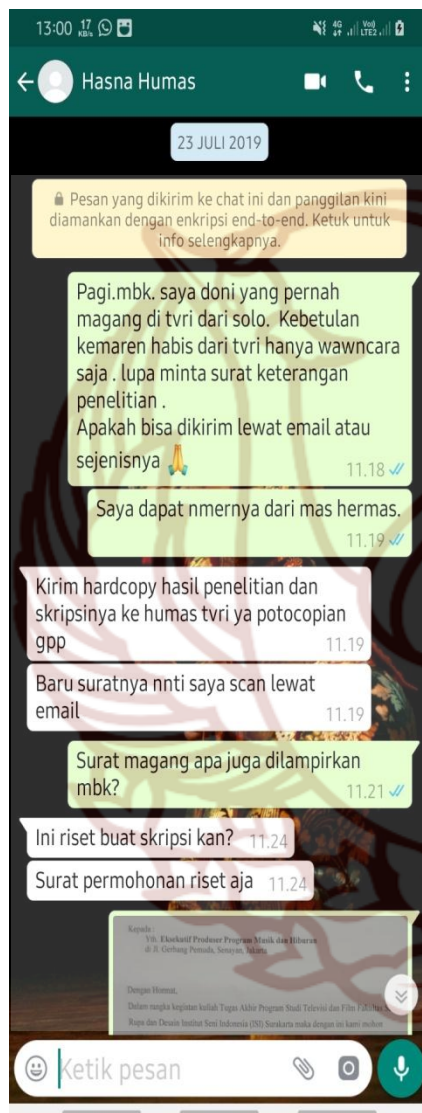 13:00 17 KB/s
4G Vo)) LTE2
Hasna Humas
23 JULI 2019
Pesan yang dikirim ke chat ini dan panggilan kini
diamankan dengan enkripsi end-to-end. Ketuk untuk
info selengkapnya.
Pagi.mbk. saya doni yang pernah
magang di tvri dari solo. Kebetulan
kemaren habis dari tvri hanya wawncara
saja . lupa minta surat keterangan
penelitian .
Apakah bisa dikirim lewat email atau
sejenisnya 🙏
11.18
Saya dapat nmernya dari mas hermas.
11.19
Kirim hardcopy hasil penelitian dan
skripsinya ke humas tvri ya potocopian
gpp
11.19
Baru suratnya nnti saya scan lewat
email
11.19
Surat magang apa juga dilampirkan
mbk?
11.21
Ini riset buat skripsi kan? 11.24
Surat permohonan riset aja 11.24
Kepada :
Yth. Eksekutif Produser Program Musik dan Hiburan
di Jl. Gerbang Pemuda, Senayan, Jakarta
Dengan Hormat,
Dalam rangka kegiatan kuliah Tugas Akhir Program Studi Televisi dan Film Fakultas
Rupa dan Desain Institut Seni Indonesia (ISI) Surakarta maka dengan ini kami mohon
Ketik pesan